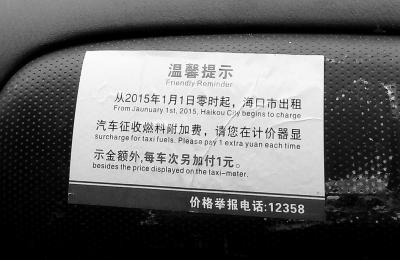 温馨提示
Friendly Reminder
从2015年1月1日零时起，海口市出租
From Jaunuary 1st, 2015, Haikou City begins to charge
汽车征收燃料附加费，请您在计价器显
surcharge for taxi fuels. Please pay 1 extra yuan each time
示金额外,每车次另加付1元。
besides the price displayed on the taxi-meter.
价格举报电话:12358